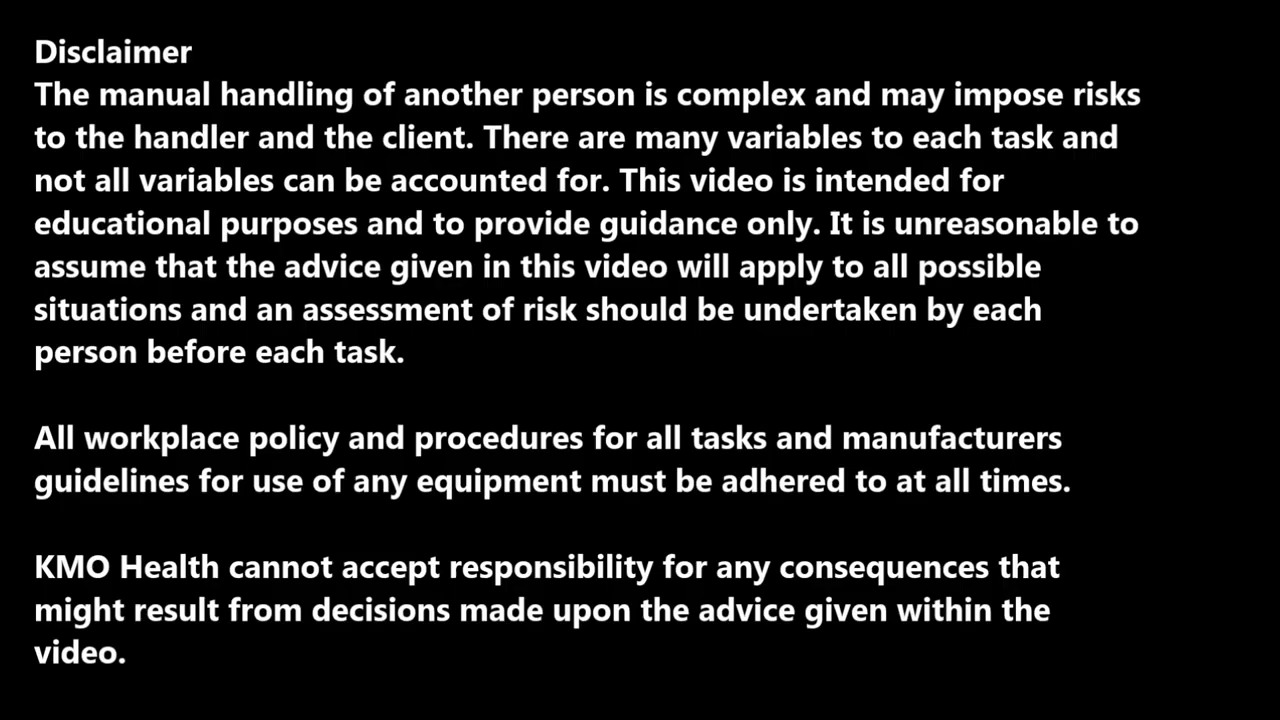 Disclaimer
The manual handling of another person is complex and may impose risks
to the handler and the client. There are many variables to each task and
not all variables can be accounted for. This video is intended for
educational purposes and to provide guidance only. It is unreasonable to
assume that the advice given in this video will apply to all possible
situations and an assessment of risk should be undertaken by each
person before each task.
All workplace policy and procedures for all tasks and manufacturers
guidelines for use of any equipment must be adhered to at all times.
KMO Health cannot accept responsibility for any consequences that
might result from decisions made upon the advice given within the
video.